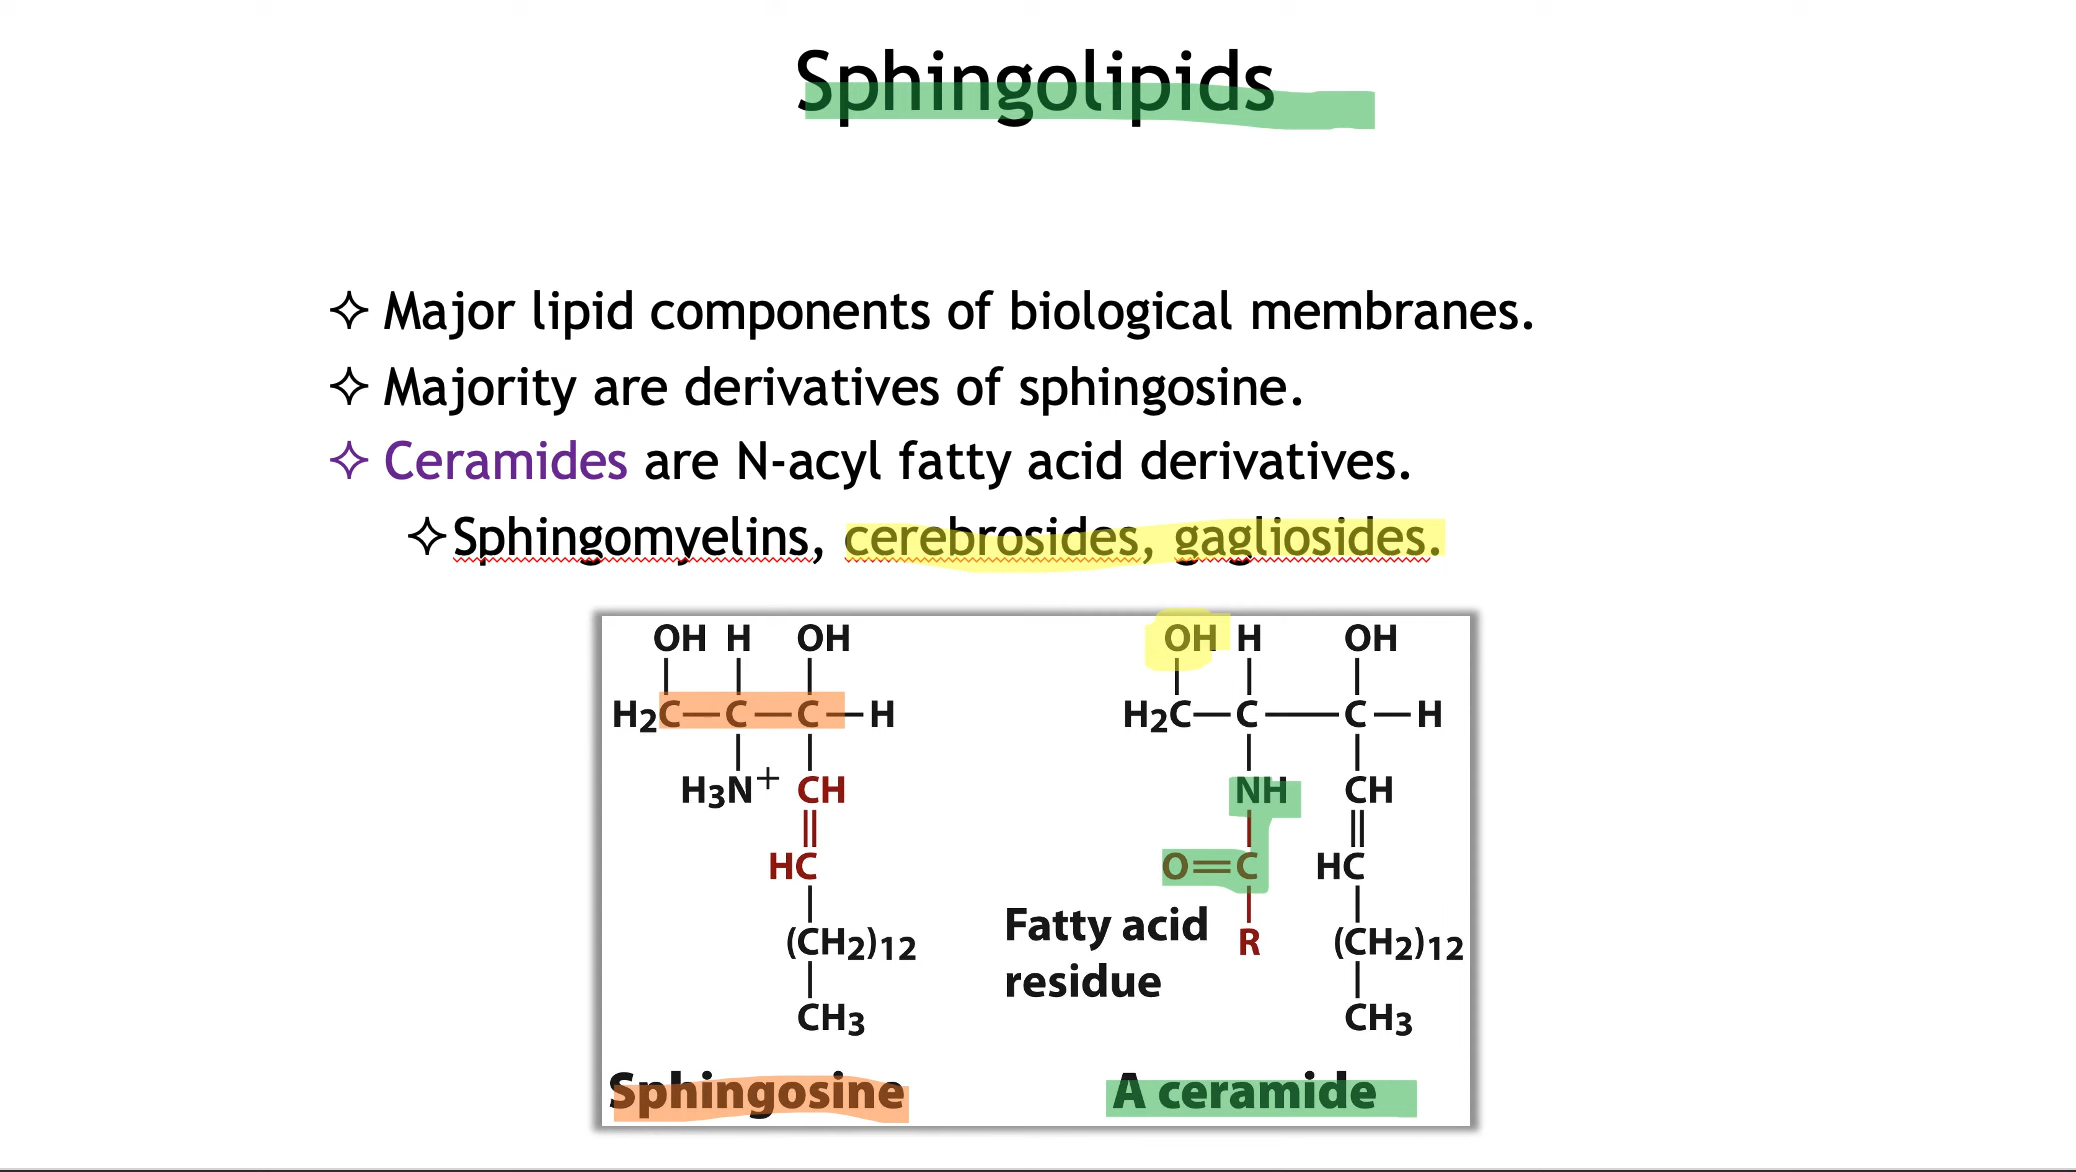 Sphingolipids
✧ Major lipid components of biological membranes.
✧ Majority are derivatives of sphingosine.
✧ Ceramides are N-acyl fatty acid derivatives.
✧ Sphingomyelins, cerebrosides, gagliosides.
OH H OH
H2C—C—C—H
H3N+ CH
HC
(CH2)12
CH3
Sphingosine
OH H OH
H2C—C—C—H
NH CH
O=C HC
Fatty acid
residue
R (CH2)12
CH3
A ceramide